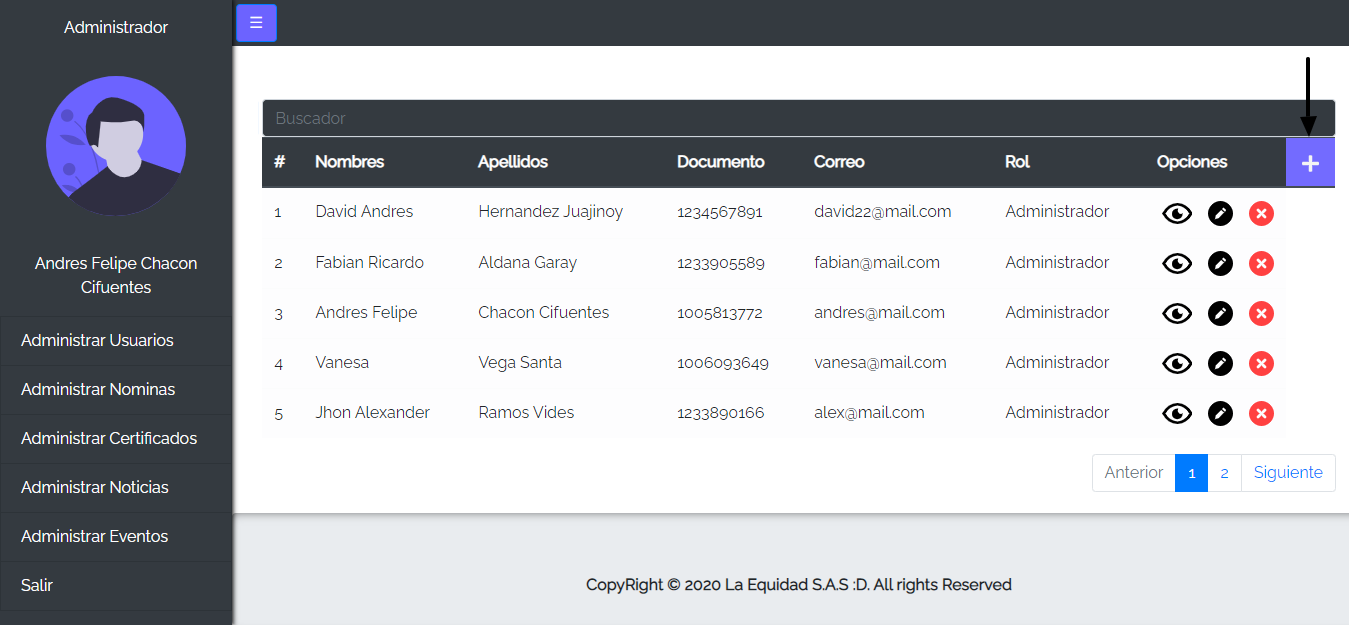 Administrador
Andres Felipe Chacon
Cifuentes
Administrar Usuarios
Administrar Nominas
Administrar Certificados
Administrar Noticias
Administrar Eventos
Salir
Buscador
# Nombres Apellidos Documento Correo Rol Opciones +
1 David Andres Hernandez Juajinoy 1234567891 david22@mail.com Administrador
2 Fabian Ricardo Aldana Garay 1233905589 fabian@mail.com Administrador
3 Andres Felipe Chacon Cifuentes 1005813772 andres@mail.com Administrador
4 Vanesa Vega Santa 1006093649 vanesa@mail.com Administrador
5 Jhon Alexander Ramos Vides 1233890166 alex@mail.com Administrador
Anterior 1 2 Siguiente
CopyRight © 2020 La Equidad S.A.S :D. All rights Reserved